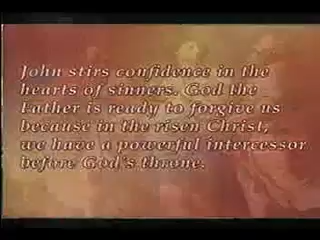 John stirs confidence in the
hearts of sinners. God the
Father is ready to forgive us
because in the risen Christ,
we have a powerful intercessor
before God's throne.